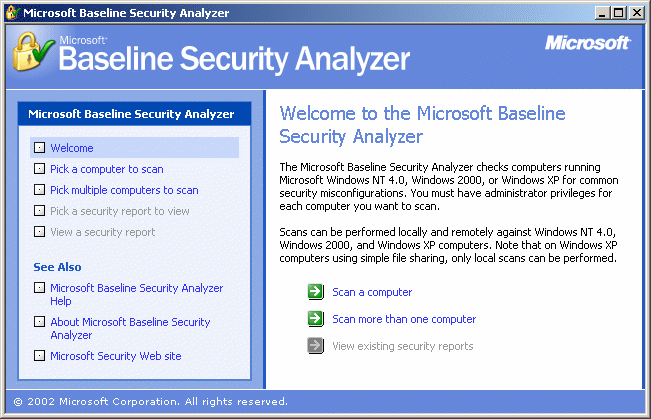 Microsoft Baseline Security Analyzer
Microsoft
Baseline Security Analyzer
Microsoft
Microsoft Baseline Security Analyzer
Welcome
Pick a computer to scan
Pick multiple computers to scan
Pick a security report to view
View a security report
See Also
Microsoft Baseline Security Analyzer
Help
About Microsoft Baseline Security
Analyzer
Microsoft Security Web site
Welcome to the Microsoft Baseline
Security Analyzer
The Microsoft Baseline Security Analyzer checks computers running
Microsoft Windows NT 4.0, Windows 2000, or Windows XP for common
security misconfigurations. You must have administrator privileges for
each computer you want to scan.
Scans can be performed locally and remotely against Windows NT 4.0,
Windows 2000, and Windows XP computers. Note that on Windows XP
computers using simple file sharing, only local scans can be performed.
Scan a computer
Scan more than one computer
View existing security reports
© 2002 Microsoft Corporation. All rights reserved.